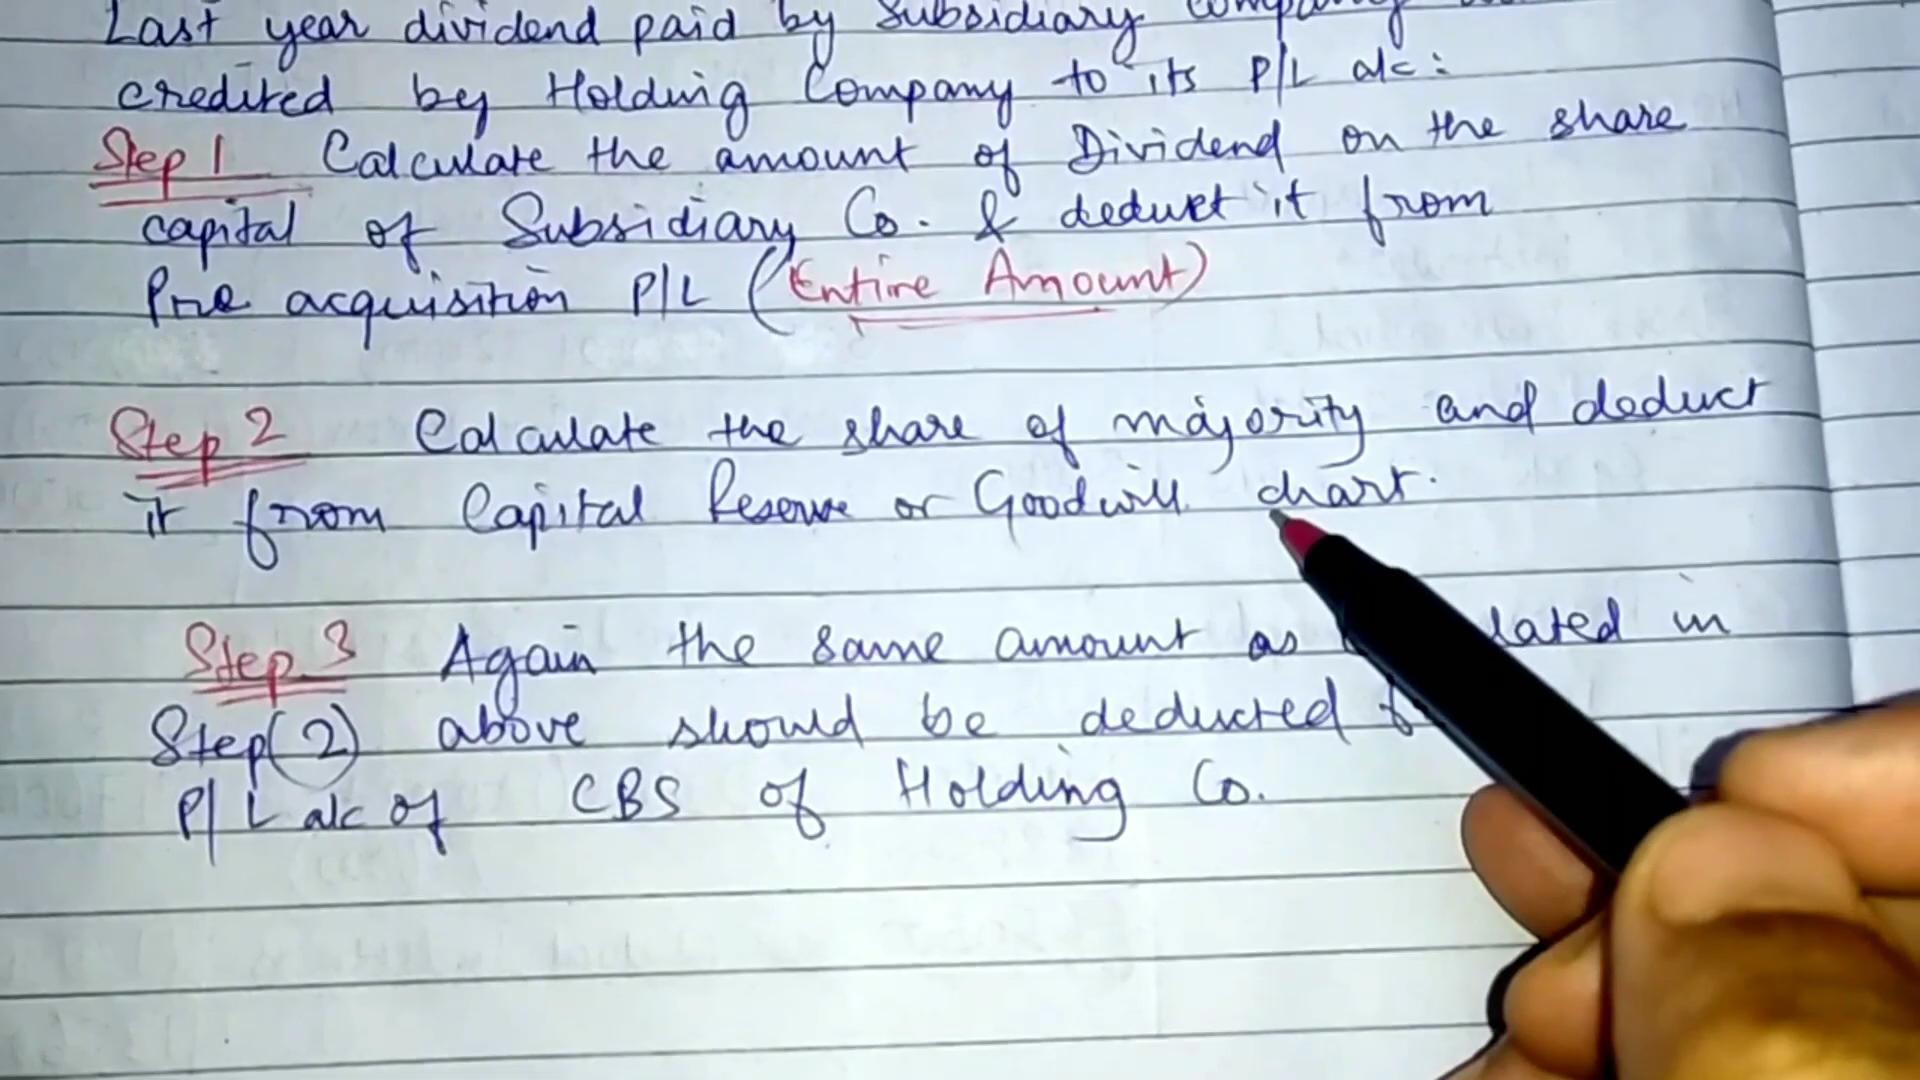 Last year dividend paid by Subsidiary Company
credited by Holding Company to its P/L a/c:
Step 1 Calculate the amount of Dividend on the share
capital of Subsidiary Co. & deduct it from
Pre acquisition P/L (Entire Amount)
Step 2 Calculate the share of majority and deduct
it from Capital Reserve or Goodwill chart.
Step 3 Again the same amount as lated in
Step (2) above should be deducted f
P/L a/c of CBS of Holding Co.